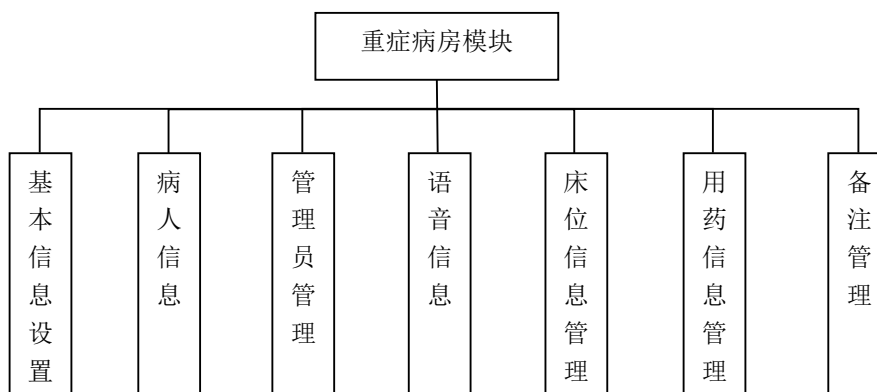 重症病房模块
基本信息设置
病人信息
管理员管理
语音信息
床位信息管理
用药信息管理
备注管理